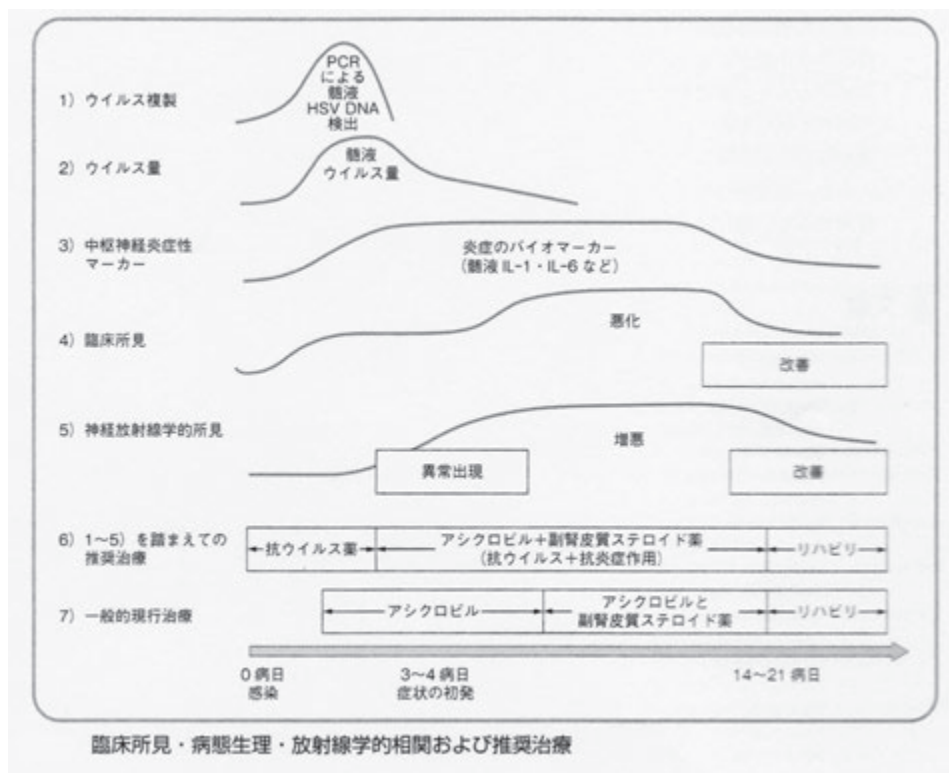 PCR
による
髄液
HSV DNA
検出
1）ウイルス複製
髄液
ウイルス量
2）ウイルス量
3）中枢神経炎症性
マーカー
炎症のバイオマーカー
（髄液 IL-1・IL-6 など）
4）臨床所見
悪化
改善
5）神経放射線学的所見
増悪
異常出現
改善
6）1〜5）を踏まえての
推奨治療
抗ウイルス薬
アシクロビル＋副腎皮質ステロイド薬
（抗ウイルス＋抗炎症作用）
リハビリ
7）一般的現行治療
アシクロビル
アシクロビルと
副腎皮質ステロイド薬
リハビリ
0 病日
感染
3〜4 病日
症状の初発
14〜21 病日
臨床所見・病態生理・放射線学的相関および推奨治療